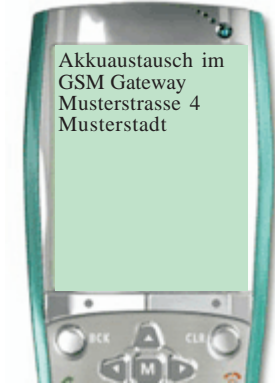 Akkuaustausch im
GSM Gateway
Musterstrasse 4
Musterstadt
BCK
CLR
M